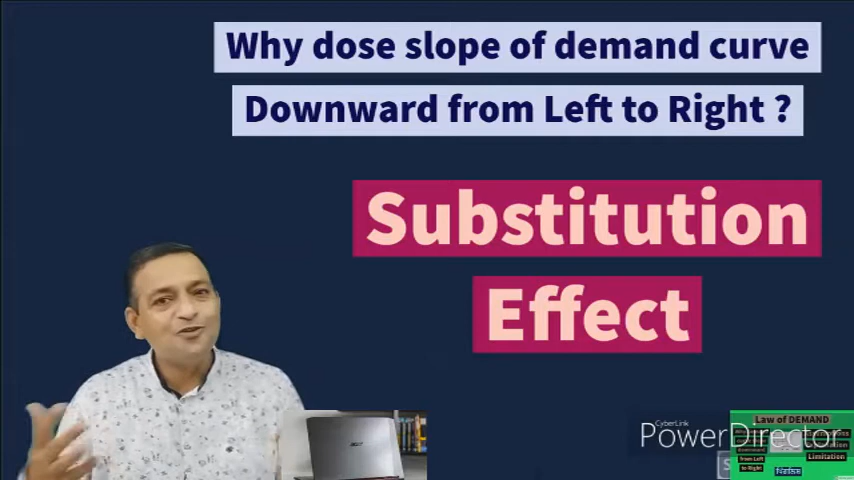 Why dose slope of demand curve
Downward from Left to Right ?
Substitution
Effect
acer
CyberLink
PowerDirector
Law of DEMAND
from Left
to Right
Limitation